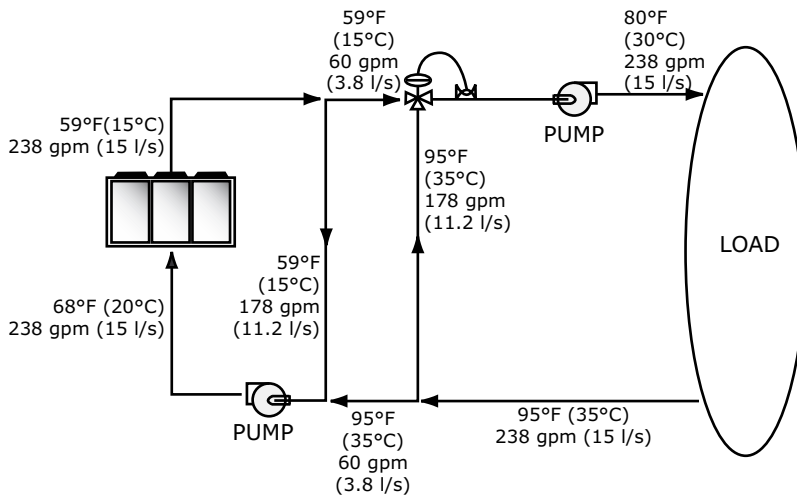 59°F
(15°C)
60 gpm
(3.8 l/s)
80°F
(30°C)
238 gpm
(15 l/s)
PUMP
59°F(15°C)
238 gpm (15 l/s)
95°F
(35°C)
178 gpm
(11.2 l/s)
LOAD
59°F
(15°C)
178 gpm
(11.2 l/s)
68°F (20°C)
238 gpm (15 l/s)
PUMP
95°F
(35°C)
60 gpm
(3.8 l/s)
95°F (35°C)
238 gpm (15 l/s)